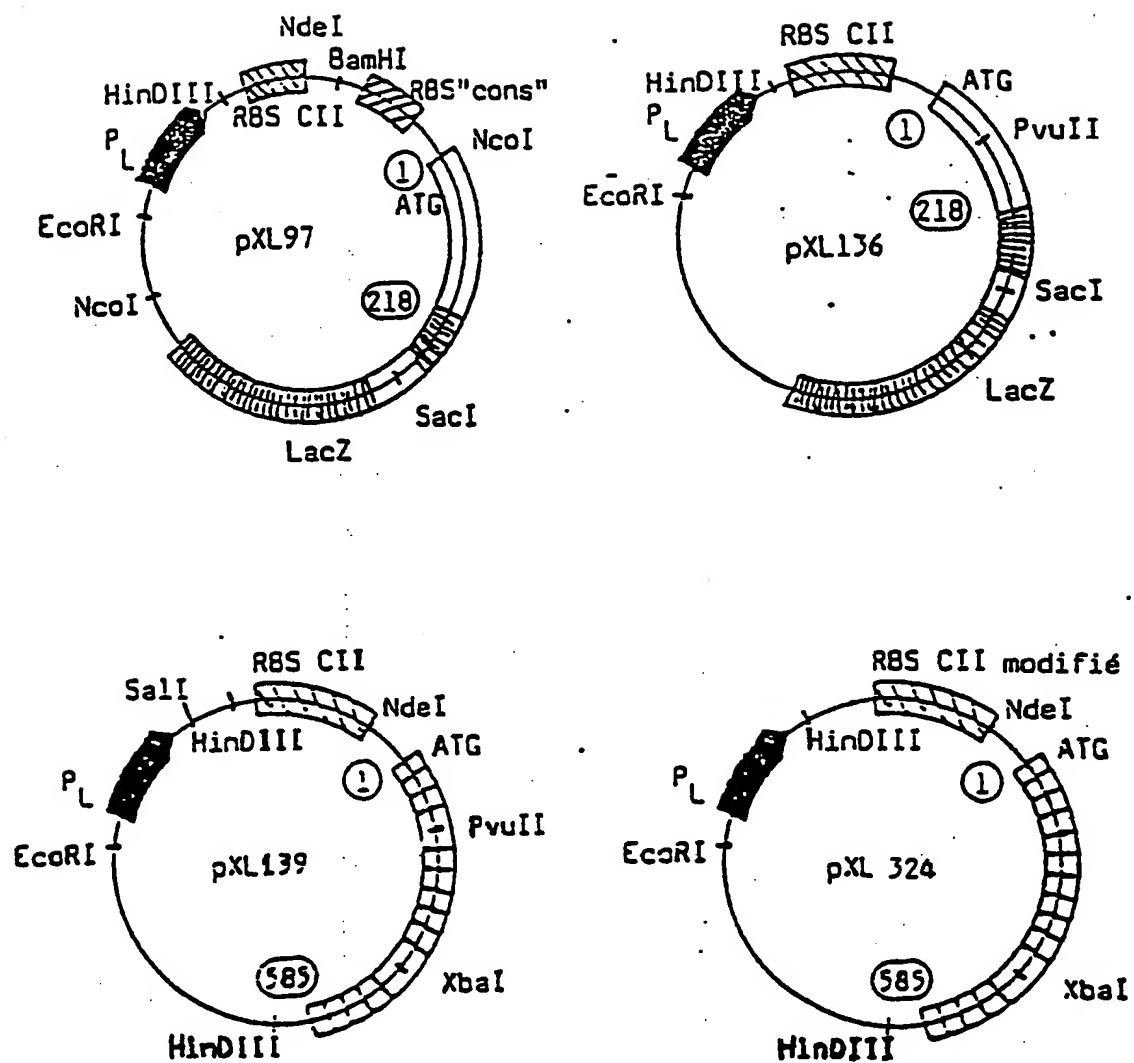 NdeI
BamHI
HinDIII
RBS CII
RBS"cons"
P L
NcoI
1
ATG
EcoRI
pXL97
NcoI
218
SacI
LacZ
RBS CII
HinDIII
ATG
P L
1
PvuII
EcoRI
218
pXL136
SacI
LacZ
RBS CII
SalI
NdeI
HinDIII
ATG
P L
1
PvuII
EcoRI
pXL139
585
XbaI
HinDIII
RBS CII modifié
NdeI
HinDIII
ATG
P L
1
EcoRI
pXL 324
585
XbaI
HinDIII